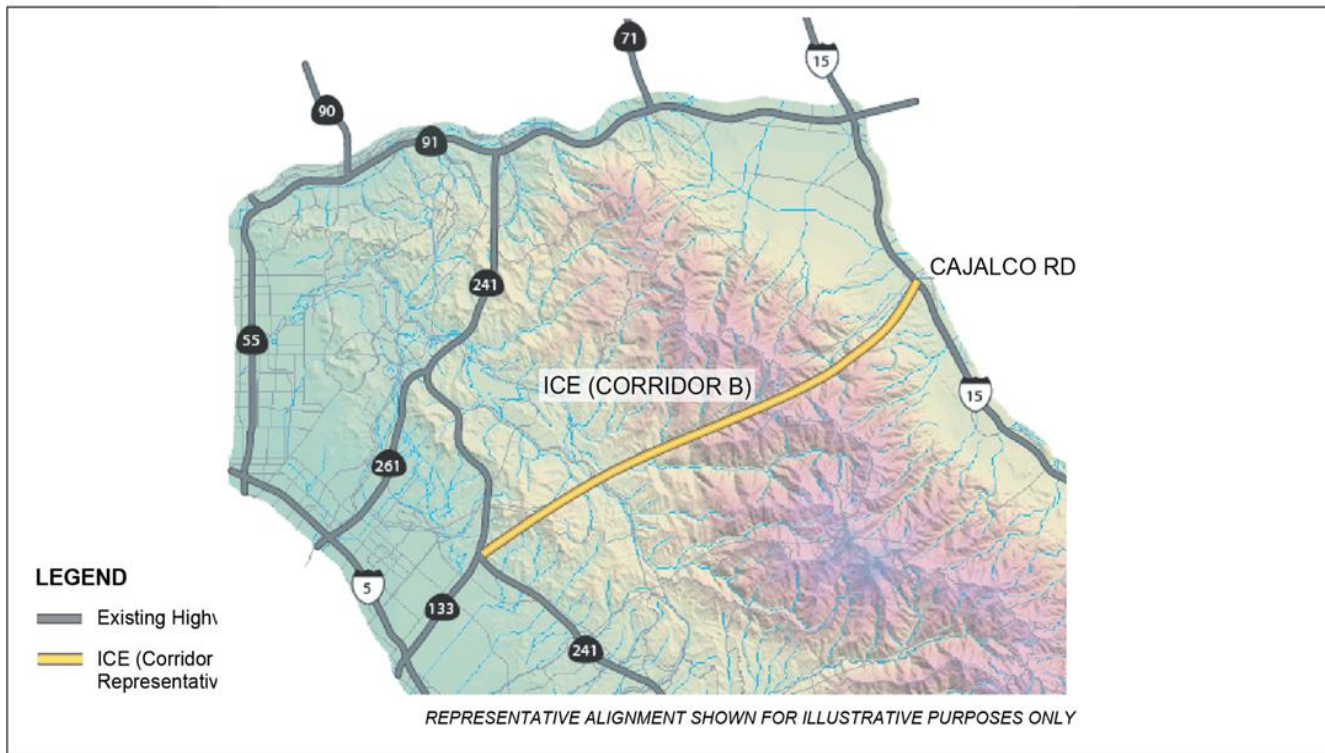 71
15
90
91
CAJALCO RD
241
55
ICE (CORRIDOR B)
15
261
LEGEND
5
Existing Highw
133
ICE (Corridor
241
Representativ
REPRESENTATIVE ALIGNMENT SHOWN FOR ILLUSTRATIVE PURPOSES ONLY